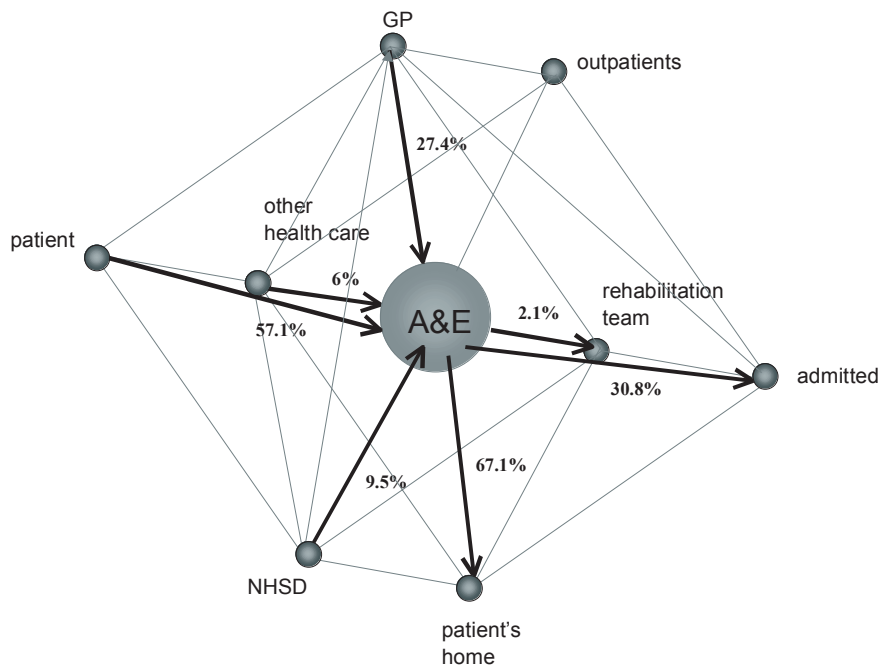 GP
outpatients
27.4%
other
health care
patient
6%
57.1%
A&E
rehabilitation
team
2.1%
admitted
30.8%
9.5%
67.1%
NHSD
patient's
home